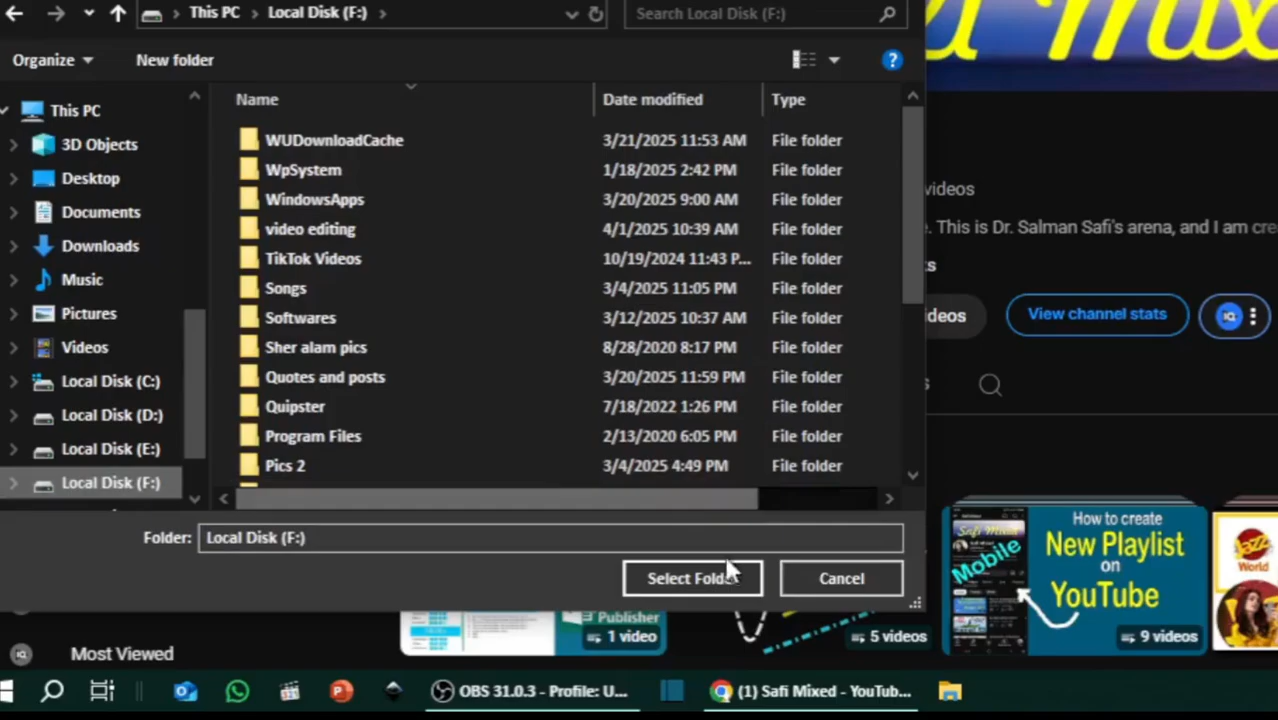 This PC
Local Disk (F:)
Search Local Disk (F:)
Organize
New folder
Name
Date modified
Type
This PC
3D Objects
Desktop
Documents
Downloads
Music
Pictures
Videos
Local Disk (C:)
Local Disk (D:)
Local Disk (E:)
Local Disk (F:)
WUDownloadCache 3/21/2025 11:53 AM File folder
WpSystem 1/18/2025 2:42 PM File folder
WindowsApps 3/20/2025 9:00 AM File folder
video editing 4/1/2025 10:39 AM File folder
TikTok Videos 10/19/2024 11:43 P... File folder
Songs 3/4/2025 11:05 PM File folder
Softwares 3/12/2025 10:37 AM File folder
Sher alam pics 8/28/2020 8:17 PM File folder
Quotes and posts 3/20/2025 11:59 PM File folder
Quipster 7/18/2022 1:26 PM File folder
Program Files 2/13/2020 6:05 PM File folder
Pics 2 3/4/2025 4:49 PM File folder
Folder: Local Disk (F:)
Select Folder
Cancel
Safi Mixed
videos
. This is Dr. Salman Safi's arena, and I am cre
View channel stats
Publisher
1 video
5 videos
Mobile
How to create
New Playlist
on
YouTube
9 videos
Jazz
World
Most Viewed
OBS 31.0.3 - Profile: U...
(1) Safi Mixed - YouTub...